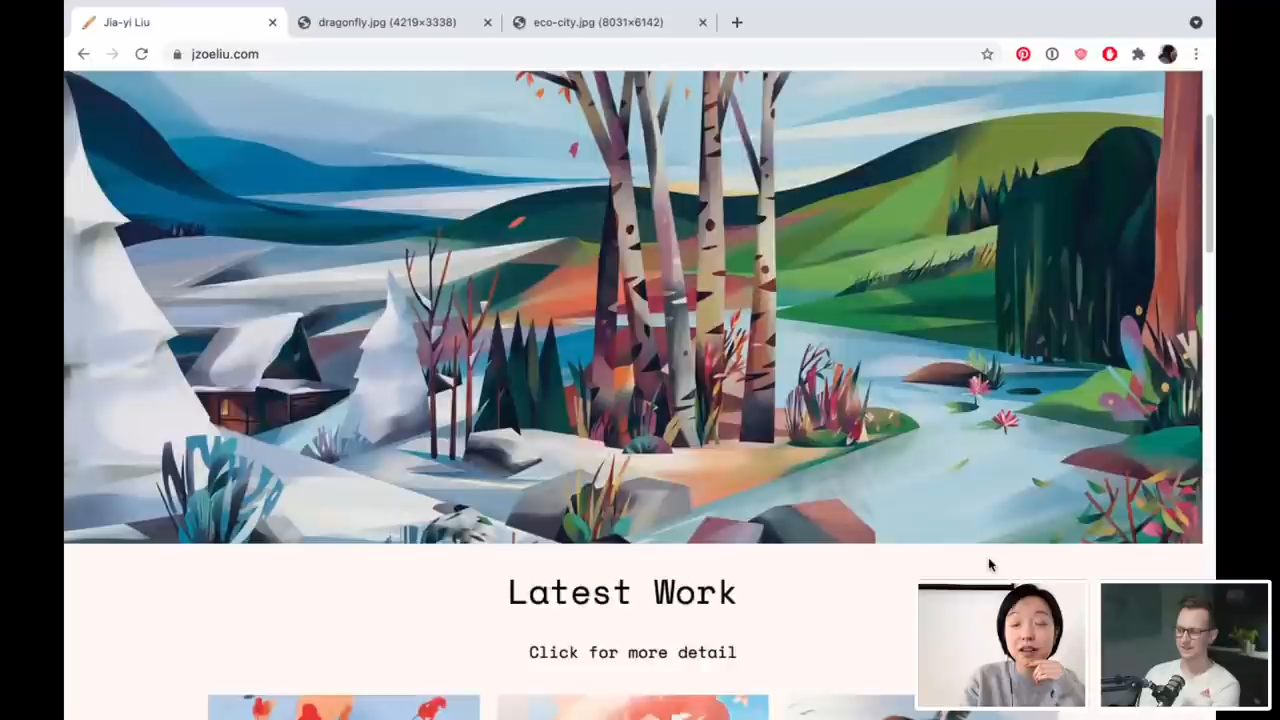 Jia-yi Liu
dragonfly.jpg (4219×3338)
eco-city.jpg (8031×6142)
jzoeliu.com
Latest Work
Click for more detail